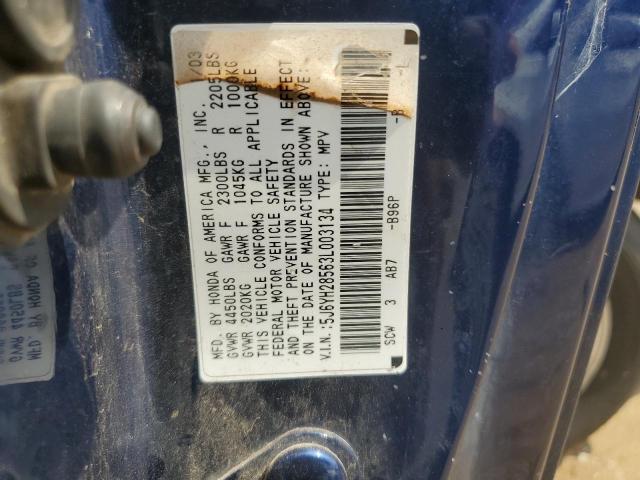 MFD. BY HONDA OF AMERICA MFG., INC. /03
GVWR 4450LBS GAWR F 2300LBS R 2205LBS
GVWR 2020KG GAWR F 1045KG R 1000KG
THIS VEHICLE CONFORMS TO ALL APPLICABLE
FEDERAL MOTOR VEHICLE SAFETY
AND THEFT PREVENTION STANDARDS IN EFFECT
ON THE DATE OF MANUFACTURE SHOWN ABOVE.
V.I.N.:5J6YH28563L003134 TYPE: MPV
SCW 3 AB7 -B96P